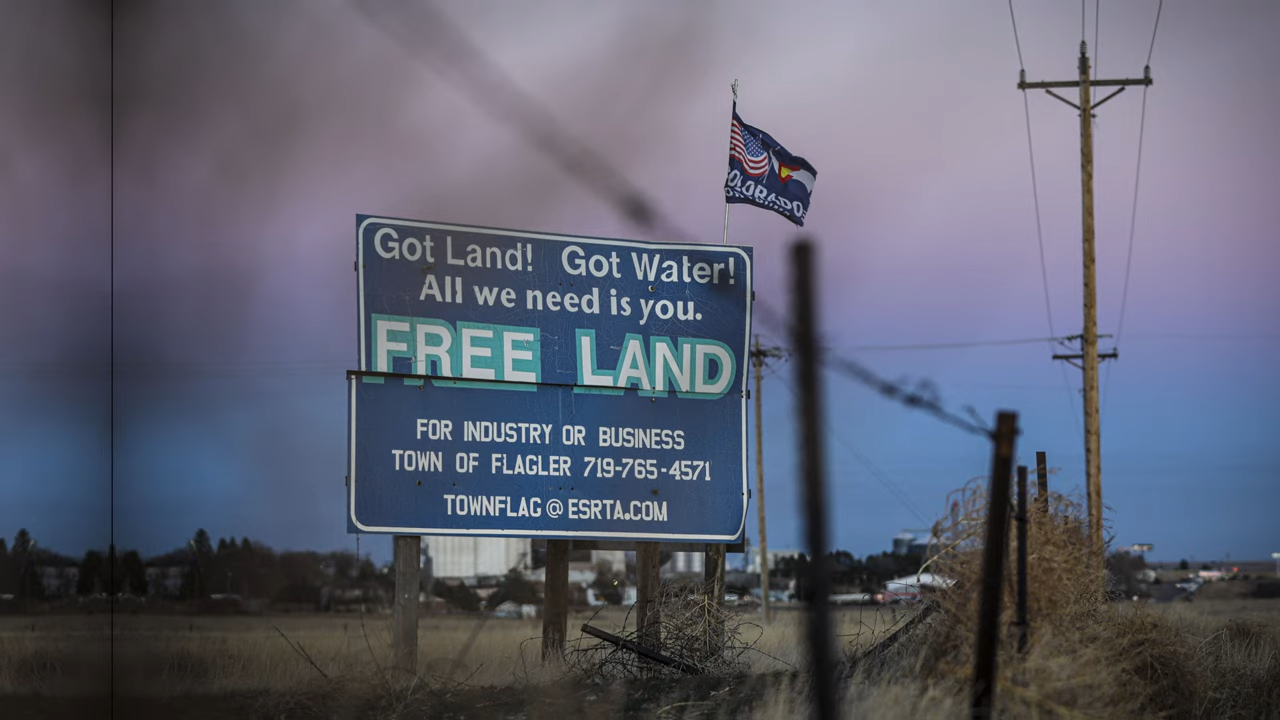 COLORADO
Got Land! Got Water!
All we need is you.
FREE LAND
FOR INDUSTRY OR BUSINESS
TOWN OF FLAGLER 719-765-4571
TOWNFLAG@ESRTA.COM